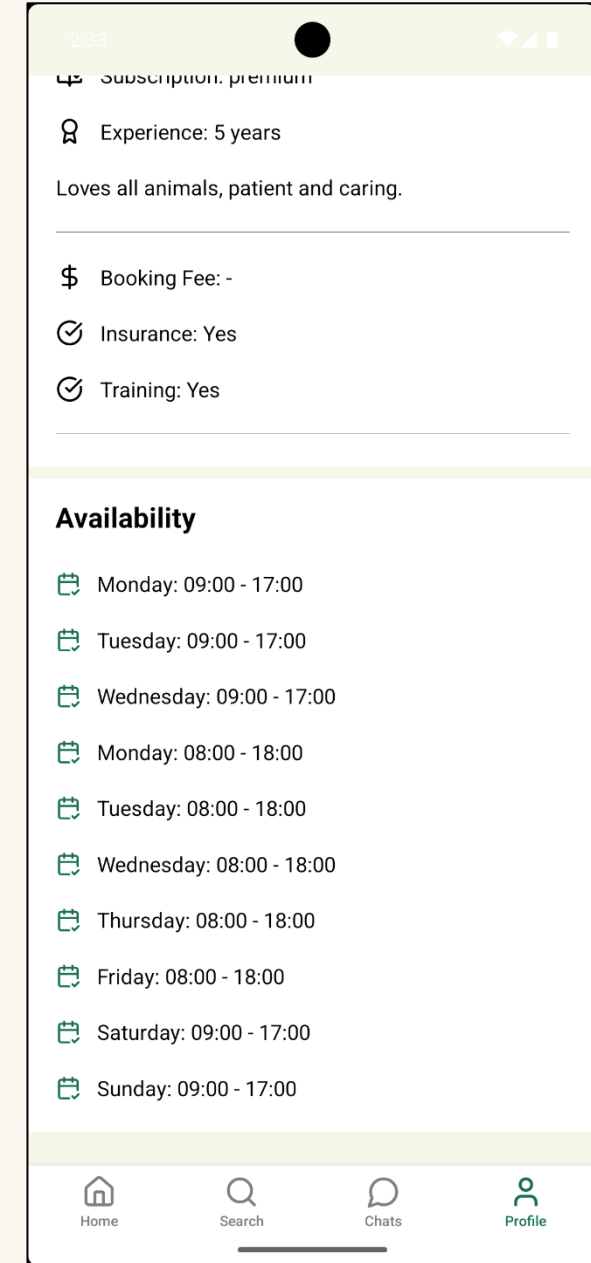 2:33
Subscription: premium
Experience: 5 years
Loves all animals, patient and caring.
Booking Fee: -
Insurance: Yes
Training: Yes
Availability
Monday: 09:00 - 17:00
Tuesday: 09:00 - 17:00
Wednesday: 09:00 - 17:00
Monday: 08:00 - 18:00
Tuesday: 08:00 - 18:00
Wednesday: 08:00 - 18:00
Thursday: 08:00 - 18:00
Friday: 08:00 - 18:00
Saturday: 09:00 - 17:00
Sunday: 09:00 - 17:00
Home Search Chats Profile